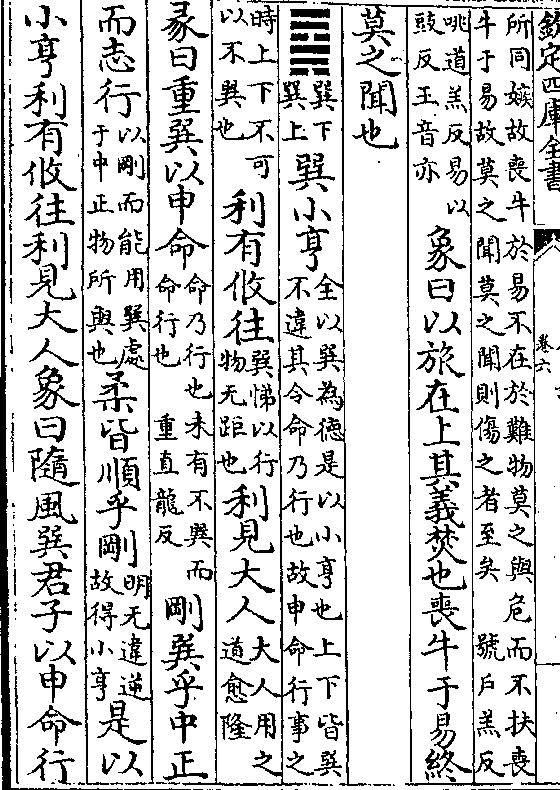 欽定四庫全書
卷六
所同嫉故喪牛於易不在於難物莫之與危而不扶喪
牛于易故莫之聞莫之聞則傷之者至矣 號戶羔反
咷道羔反易以豉反王音亦 象曰以旅在上其義焚也喪牛于易終
莫之聞也
䷸巽下巽上 巽小亨全以巽為德是以小亨也上下皆巽不違其令命乃行也故申命行事之
時上下不可以不巽也 利有攸往巽悌以行物无距也 利見大人大人用之道愈隆
彖曰重巽以申命命乃行也未有不巽而命行也 重直龍反 剛巽乎中正
而志行以剛而能用巽處于中正物所與也柔皆順乎剛明无違逆故得小亨是以
小亨利有攸往利見大人象曰隨風巽君子以申命行